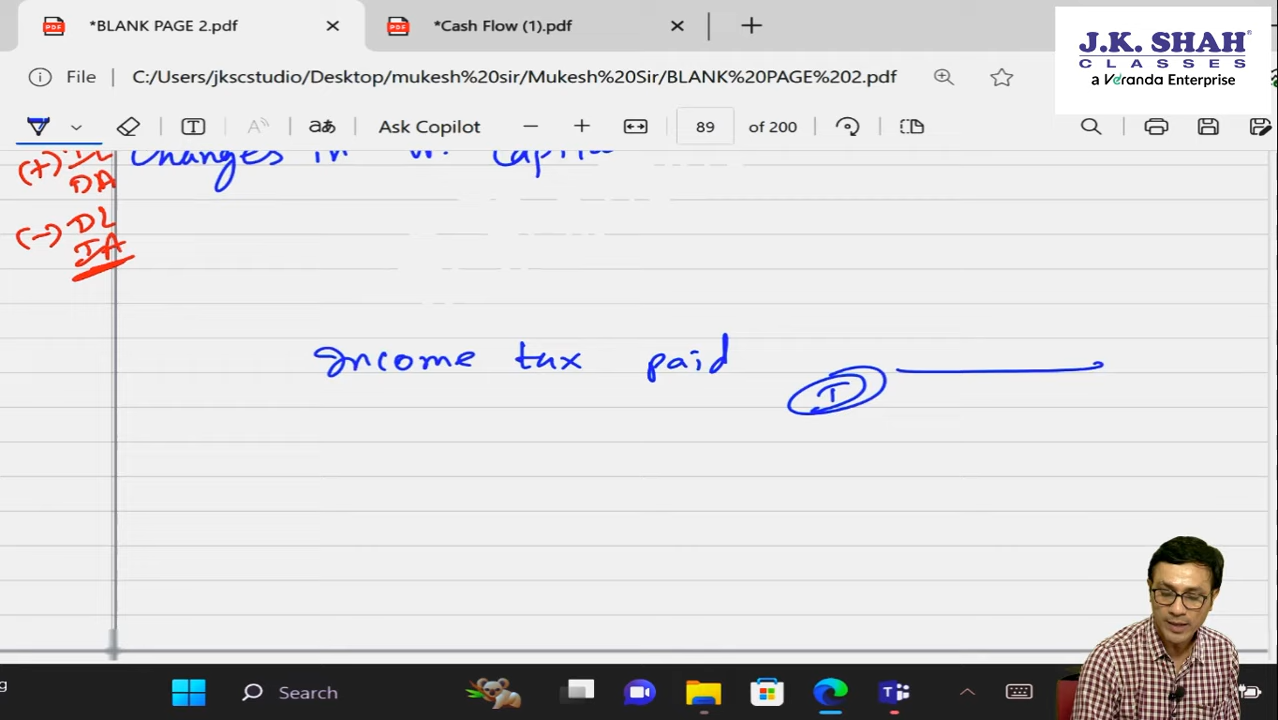 *BLANK PAGE 2.pdf
*Cash Flow (1).pdf
J.K. SHAH
CLASSES
a Veranda Enterprise
File
C:/Users/jkscstudio/Desktop/mukesh%20sir/Mukesh%20Sir/BLANK%20PAGE%202.pdf
aあ
Ask Copilot
89 of 200
(+)
DA
Changes in W.
(-) DL
IA
Income tax paid
I
Search